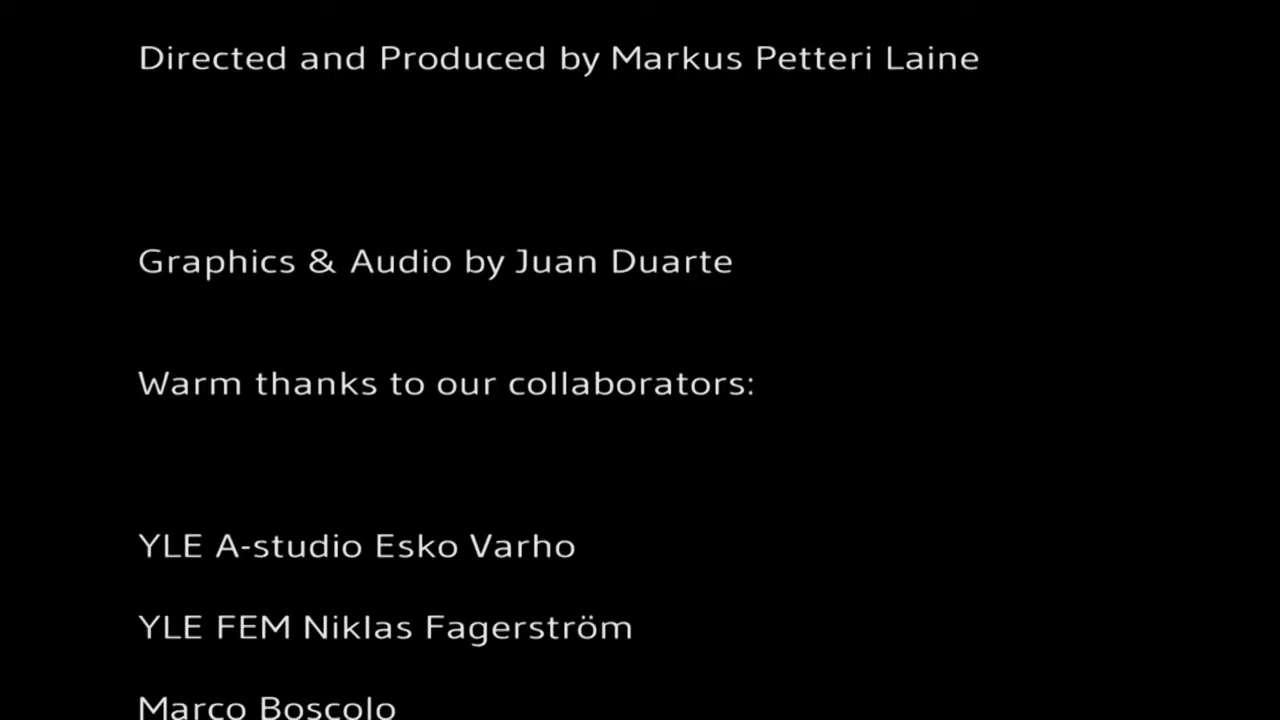 Directed and Produced by Markus Petteri Laine
Graphics & Audio by Juan Duarte
Warm thanks to our collaborators:
YLE A-studio Esko Varho
YLE FEM Niklas Fagerström
Marco Boscolo